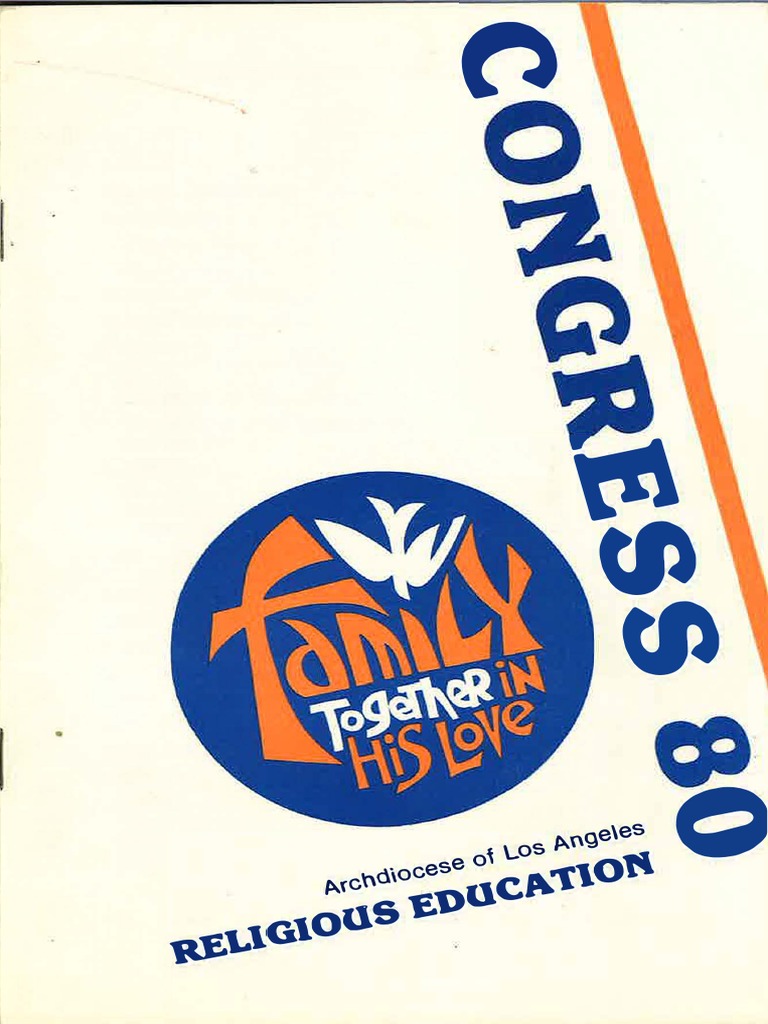 CONGRESS 80
Family
Together in
His Love
Archdiocese of Los Angeles
RELIGIOUS EDUCATION